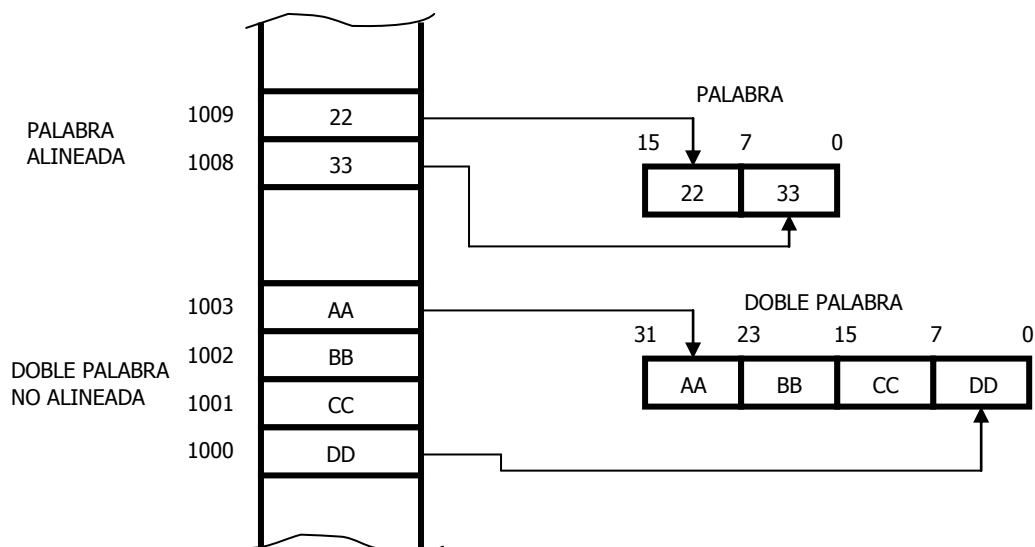 PALABRA
ALINEADA
1009
22
1008
33
PALABRA
15 7 0
22 33
DOBLE PALABRA
NO ALINEADA
1003
AA
1002
BB
1001
CC
1000
DD
DOBLE PALABRA
31 23 15 7 0
AA BB CC DD